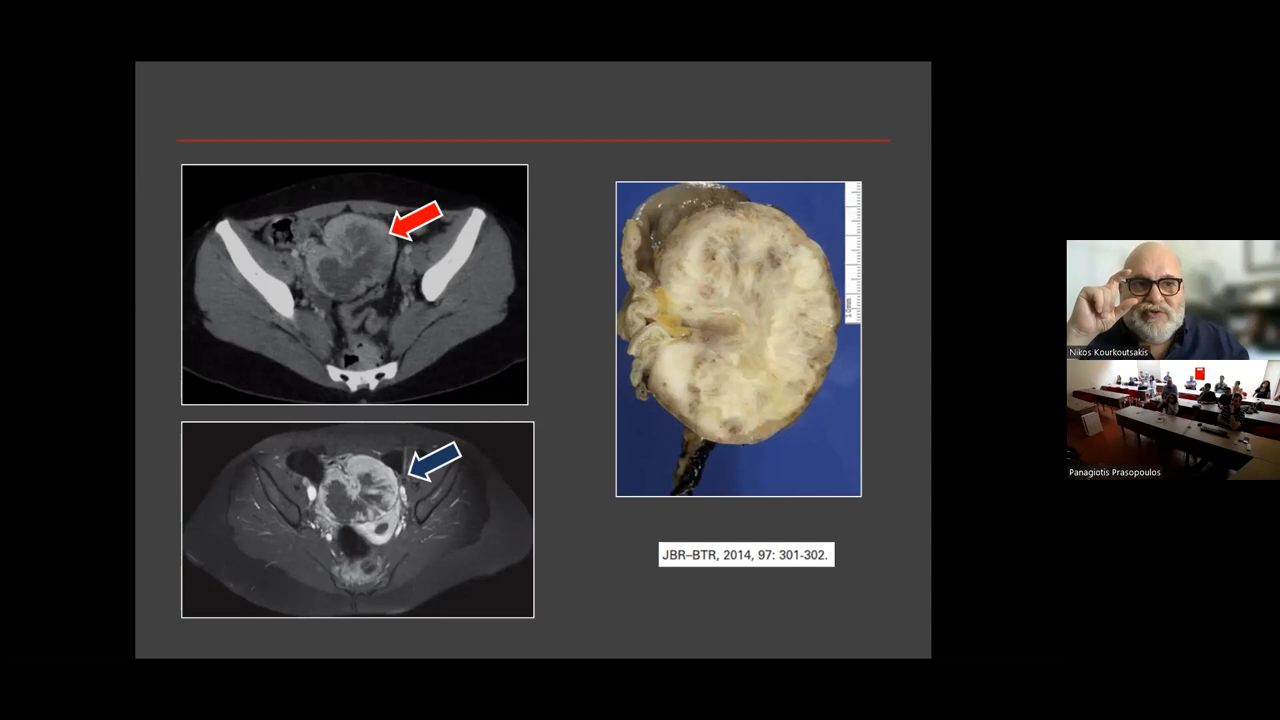 JBR–BTR, 2014, 97: 301-302.
Nikos Kourkoutsakis
Panagiotis Prasopoulos